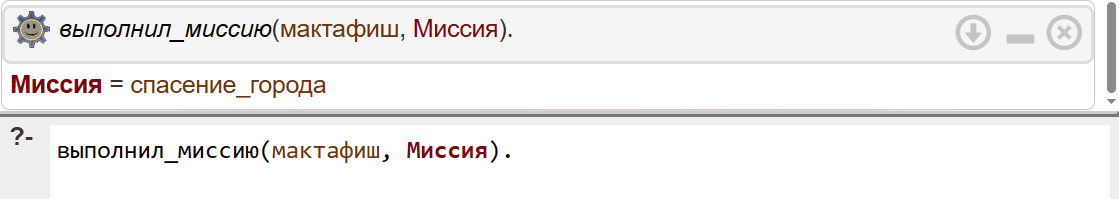 выполнил_миссию(мактафиш, Миссия).
Миссия = спасение_города
?- выполнил_миссию(мактафиш, Миссия).